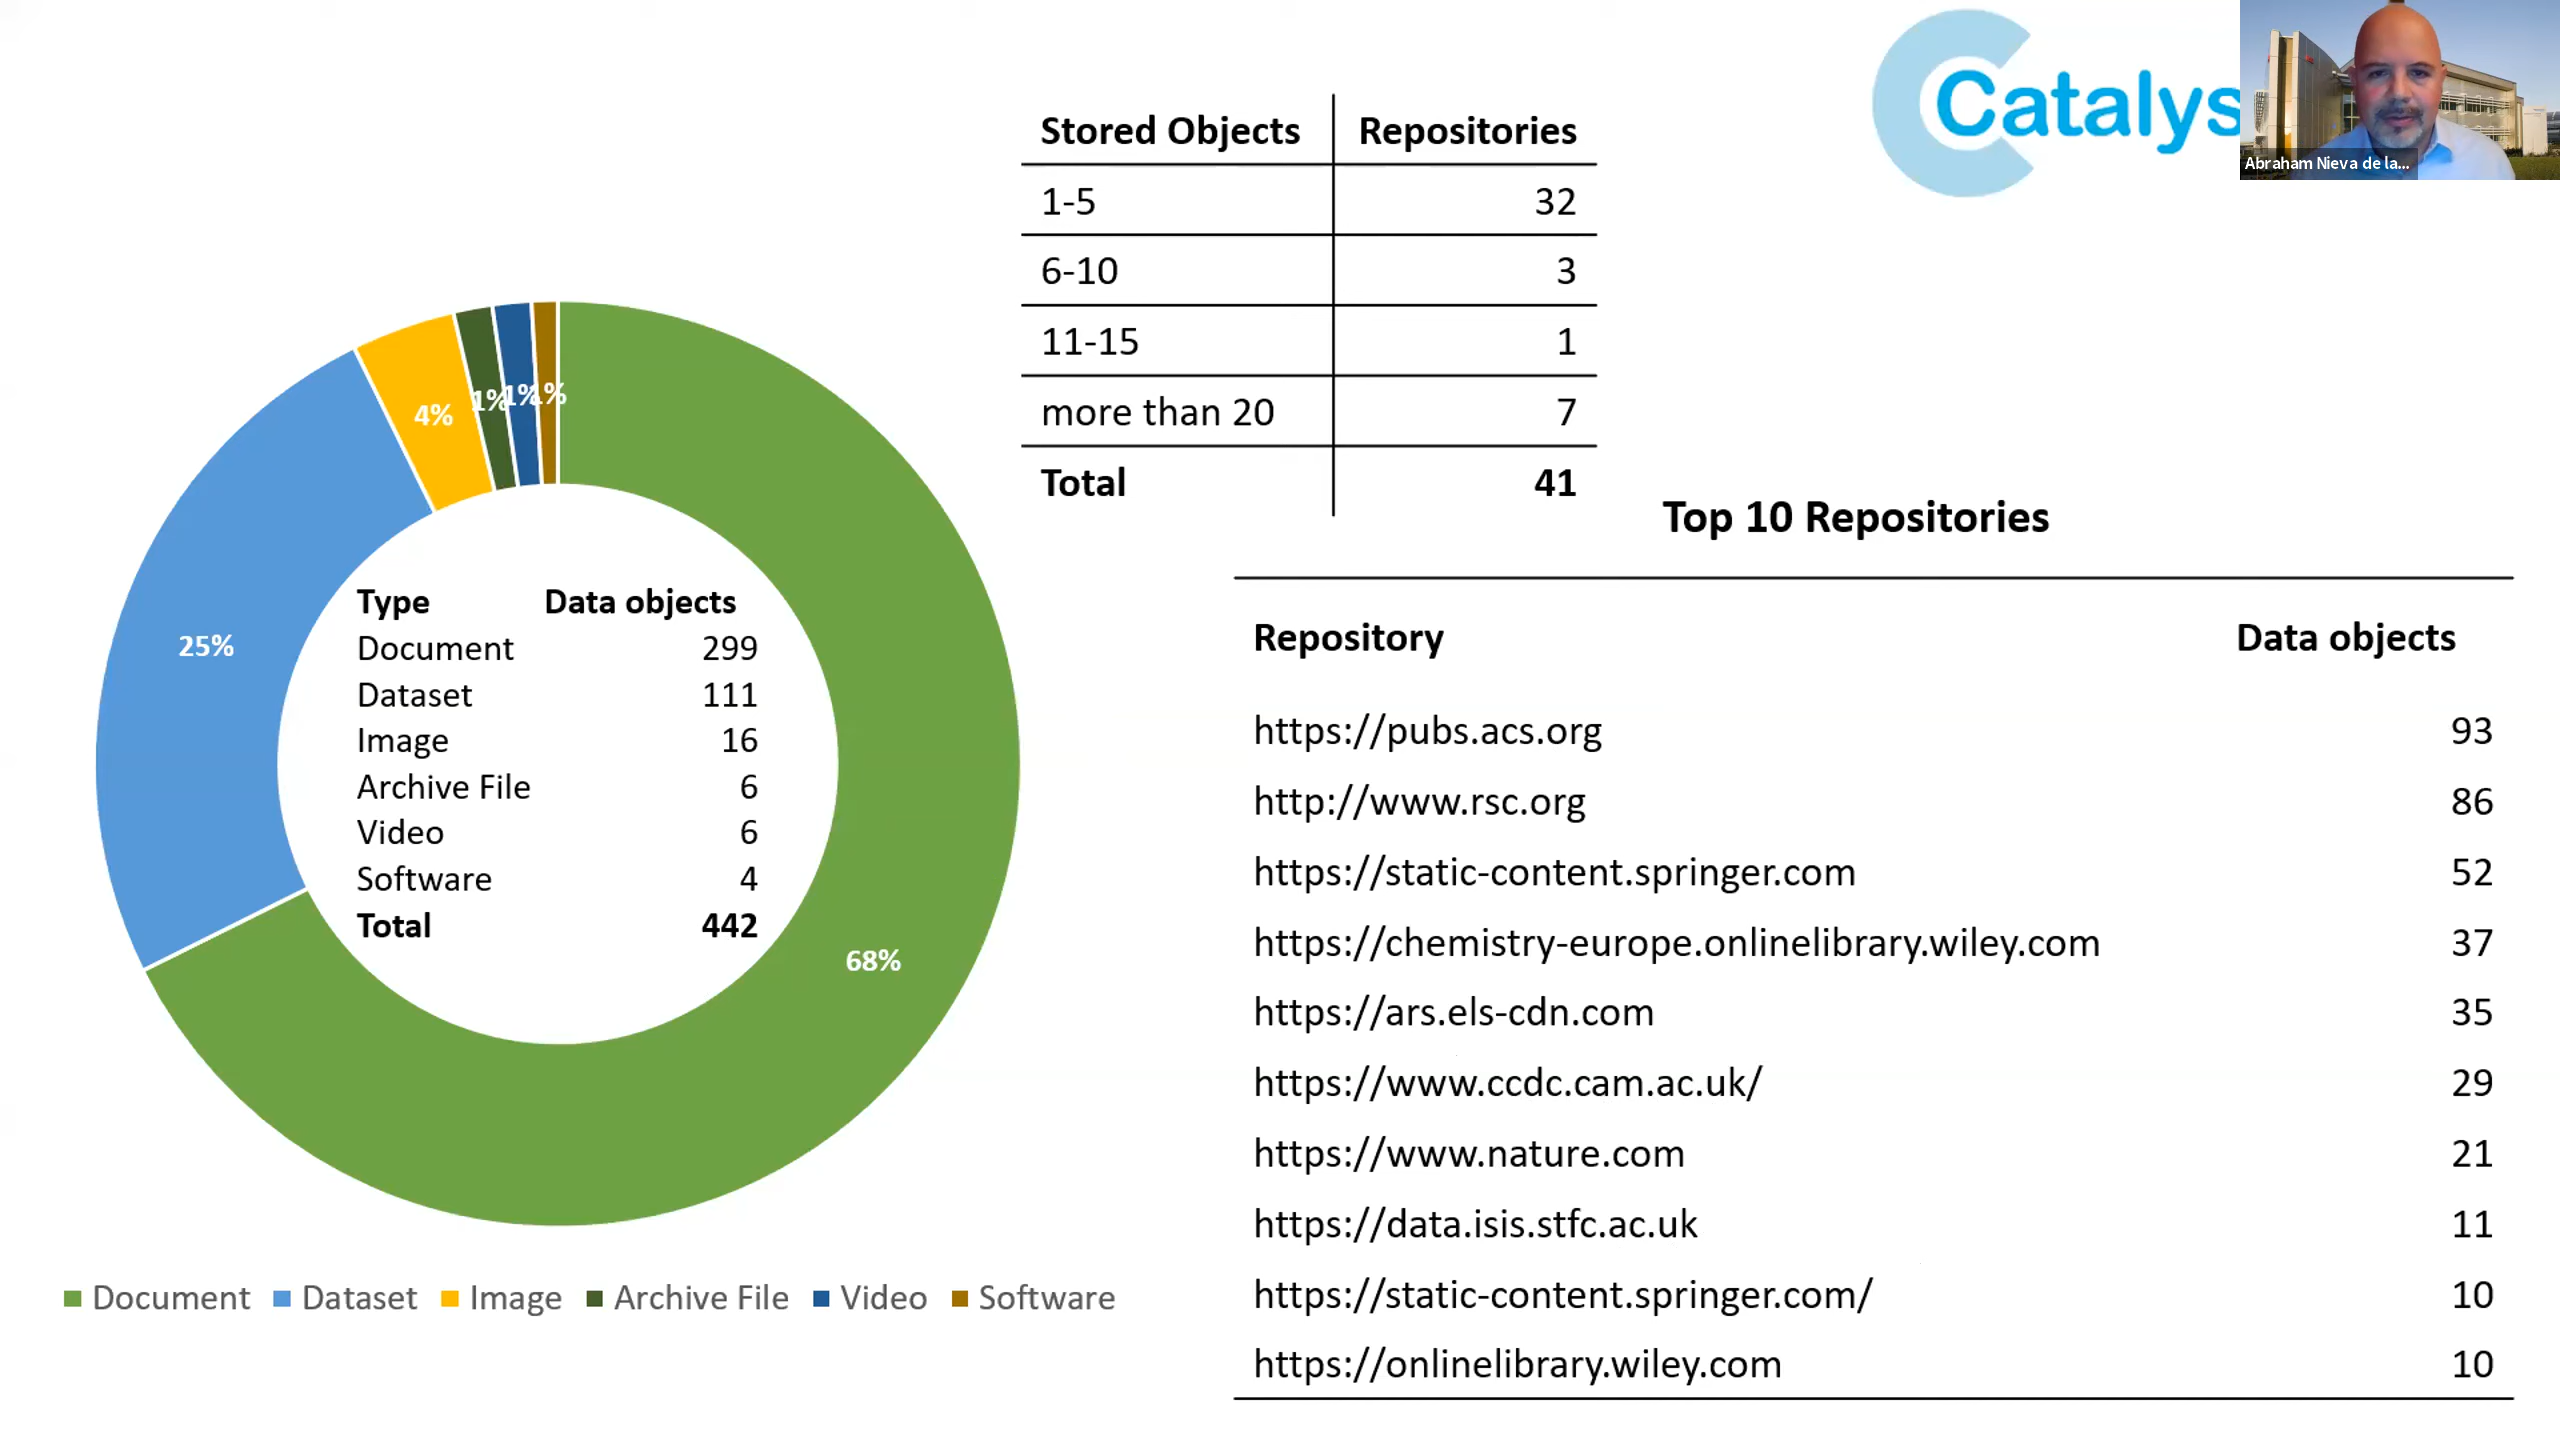 Catalys
Abraham Nieva de la...
Stored Objects Repositories
1-5 32
6-10 3
11-15 1
more than 20 7
Total 41
4%
1%
1%
1%
25%
68%
Type Data objects
Document 299
Dataset 111
Image 16
Archive File 6
Video 6
Software 4
Total 442
Document Dataset Image Archive File Video Software
Top 10 Repositories
Repository Data objects
https://pubs.acs.org 93
http://www.rsc.org 86
https://static-content.springer.com 52
https://chemistry-europe.onlinelibrary.wiley.com 37
https://ars.els-cdn.com 35
https://www.ccdc.cam.ac.uk/ 29
https://www.nature.com 21
https://data.isis.stfc.ac.uk 11
https://static-content.springer.com/ 10
https://onlinelibrary.wiley.com 10